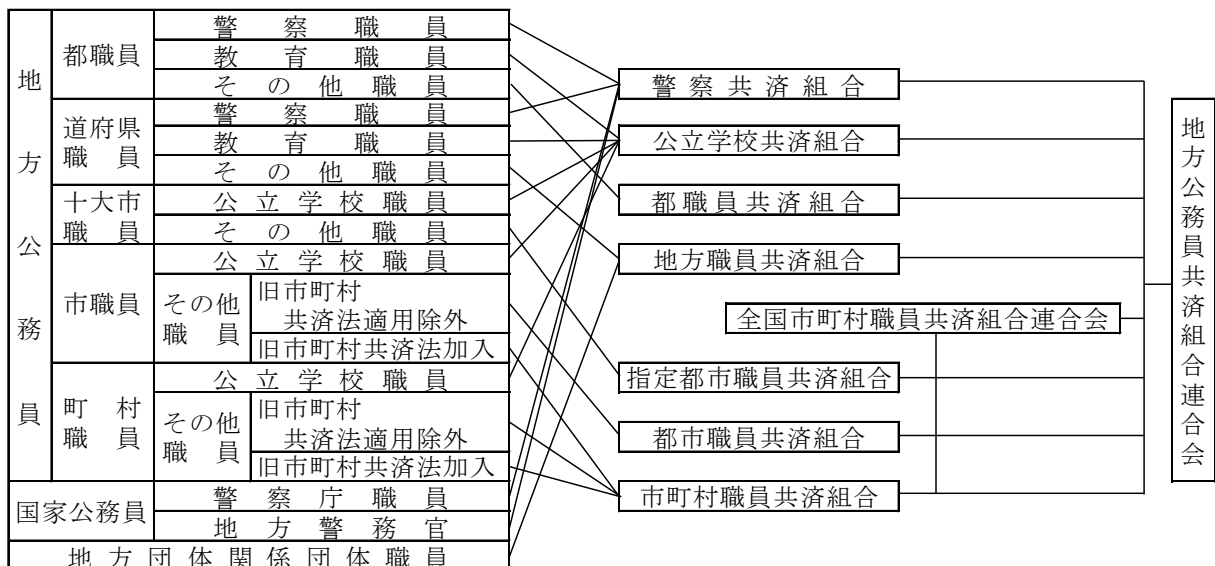 地方公務員
都職員
警察職員
教育職員
その他職員
道府県
職員
警察職員
教育職員
その他職員
十大市
職員
公立学校職員
その他職員
市職員
公立学校職員
その他
職員
旧市町村
共済法適用除外
旧市町村共済法加入
町村
職員
公立学校職員
その他
職員
旧市町村
共済法適用除外
旧市町村共済法加入
国家公務員
警察庁職員
地方警務官
地方団体関係団体職員
警察共済組合
公立学校共済組合
都職員共済組合
地方職員共済組合
全国市町村職員共済組合連合会
指定都市職員共済組合
都市職員共済組合
市町村職員共済組合
地方公務員共済組合連合会